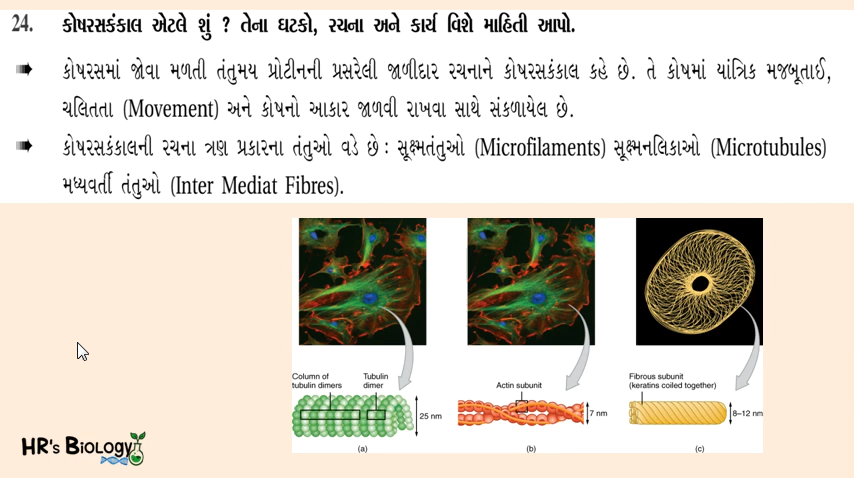 24. કોષરસકંકાલ એટલે શું ? તેના ઘટકો, રચના અને કાર્ય વિશે માહિતી આપો.
➠ કોષરસમાં જોવા મળતી તંતુમય પ્રોટીનની પ્રસરેલી જાળીદાર રચનાને કોષરસકંકાલ કહે છે. તે કોષમાં યાંત્રિક મજબૂતાઈ,
ચલિતતા (Movement) અને કોષનો આકાર જાળવી રાખવા સાથે સંકળાયેલ છે.
➠ કોષરસકંકાલની રચના ત્રણ પ્રકારના તંતુઓ વડે છે : સૂક્ષ્મતંતુઓ (Microfilaments) સૂક્ષ્મનલિકાઓ (Microtubules)
મધ્યવર્તી તંતુઓ (Inter Mediat Fibres).
Column of
tubulin dimers
Tubulin
dimer
25 nm
(a)
Actin subunit
7 nm
(b)
Fibrous subunit
(keratins coiled together)
8–12 nm
(c)
HR's BIOLOGY